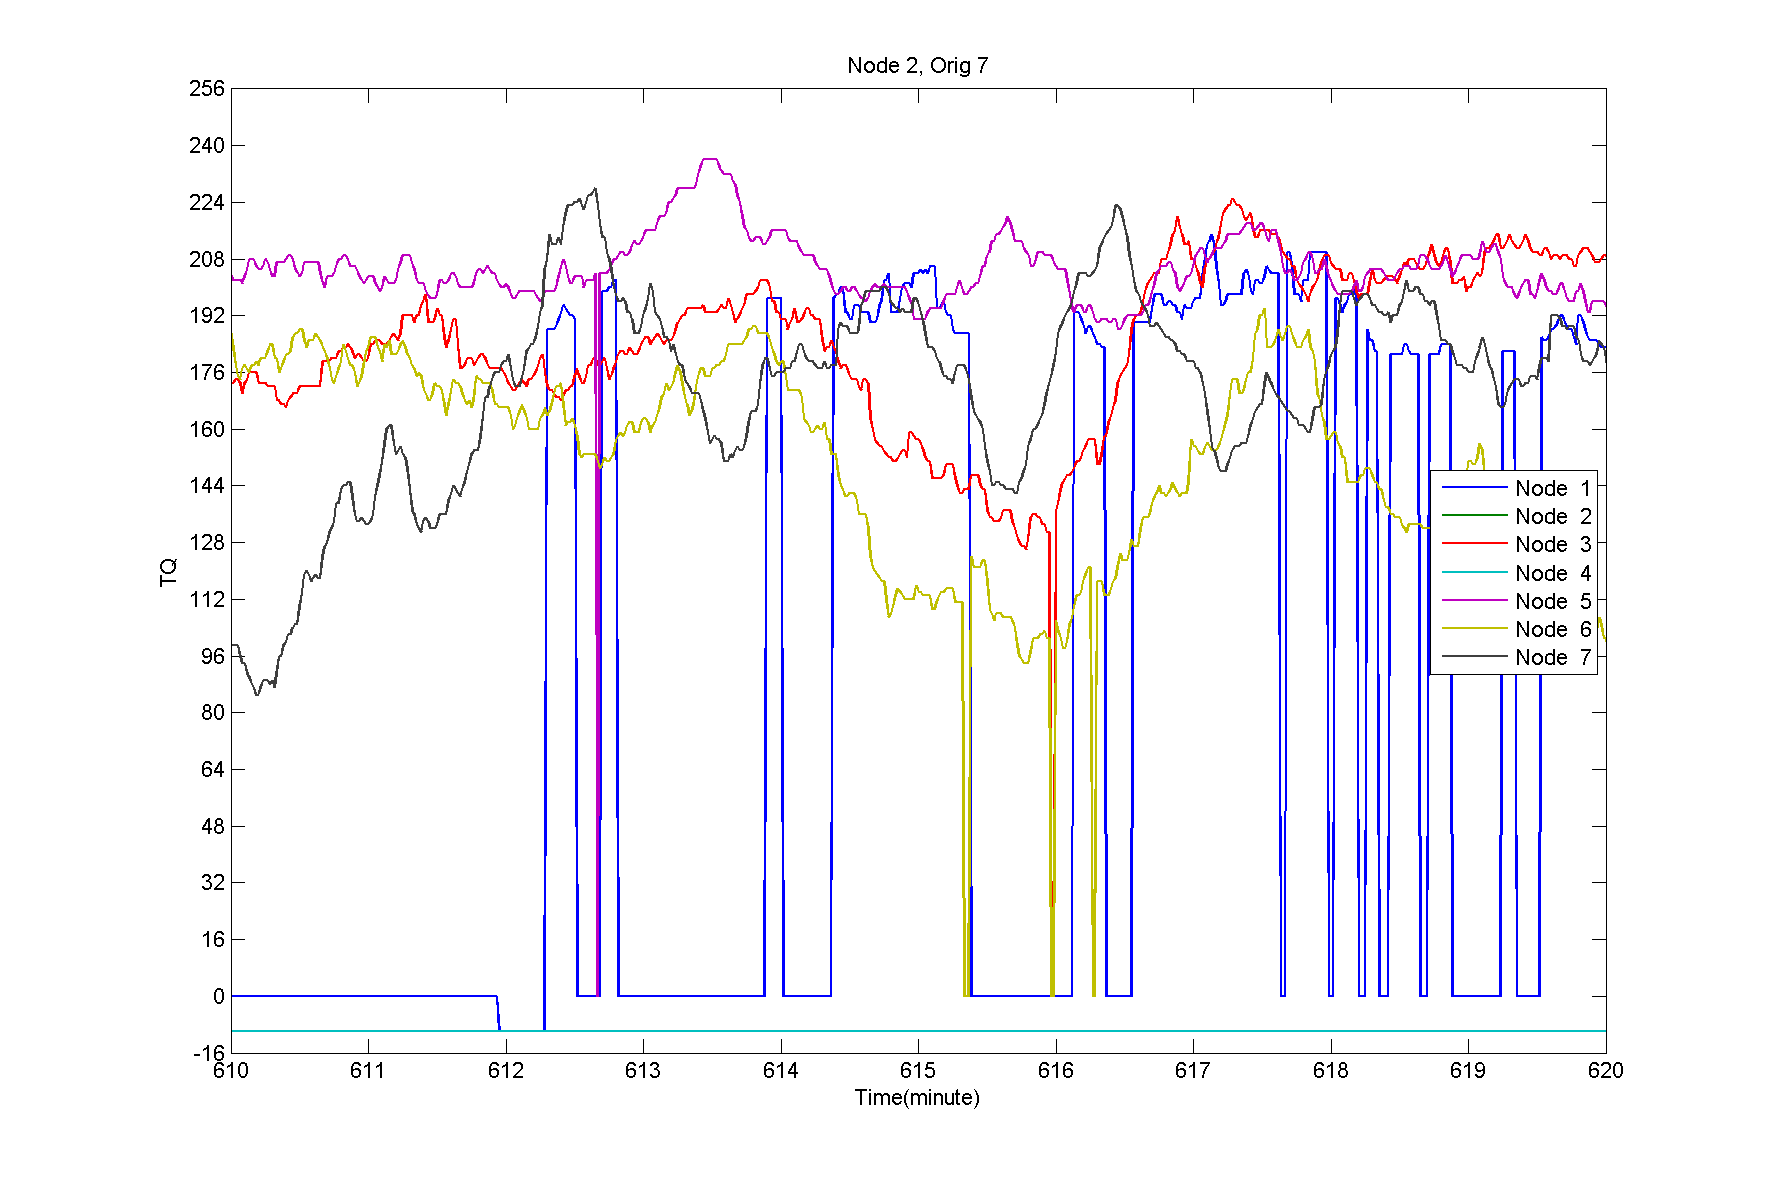 Node 2, Orig 7
256
240
224
208
192
176
160
144
128
112
96
80
64
48
32
16
0
-16
TQ
610 611 612 613 614 615 616 617 618 619 620
Time(minute)
Node 1
Node 2
Node 3
Node 4
Node 5
Node 6
Node 7